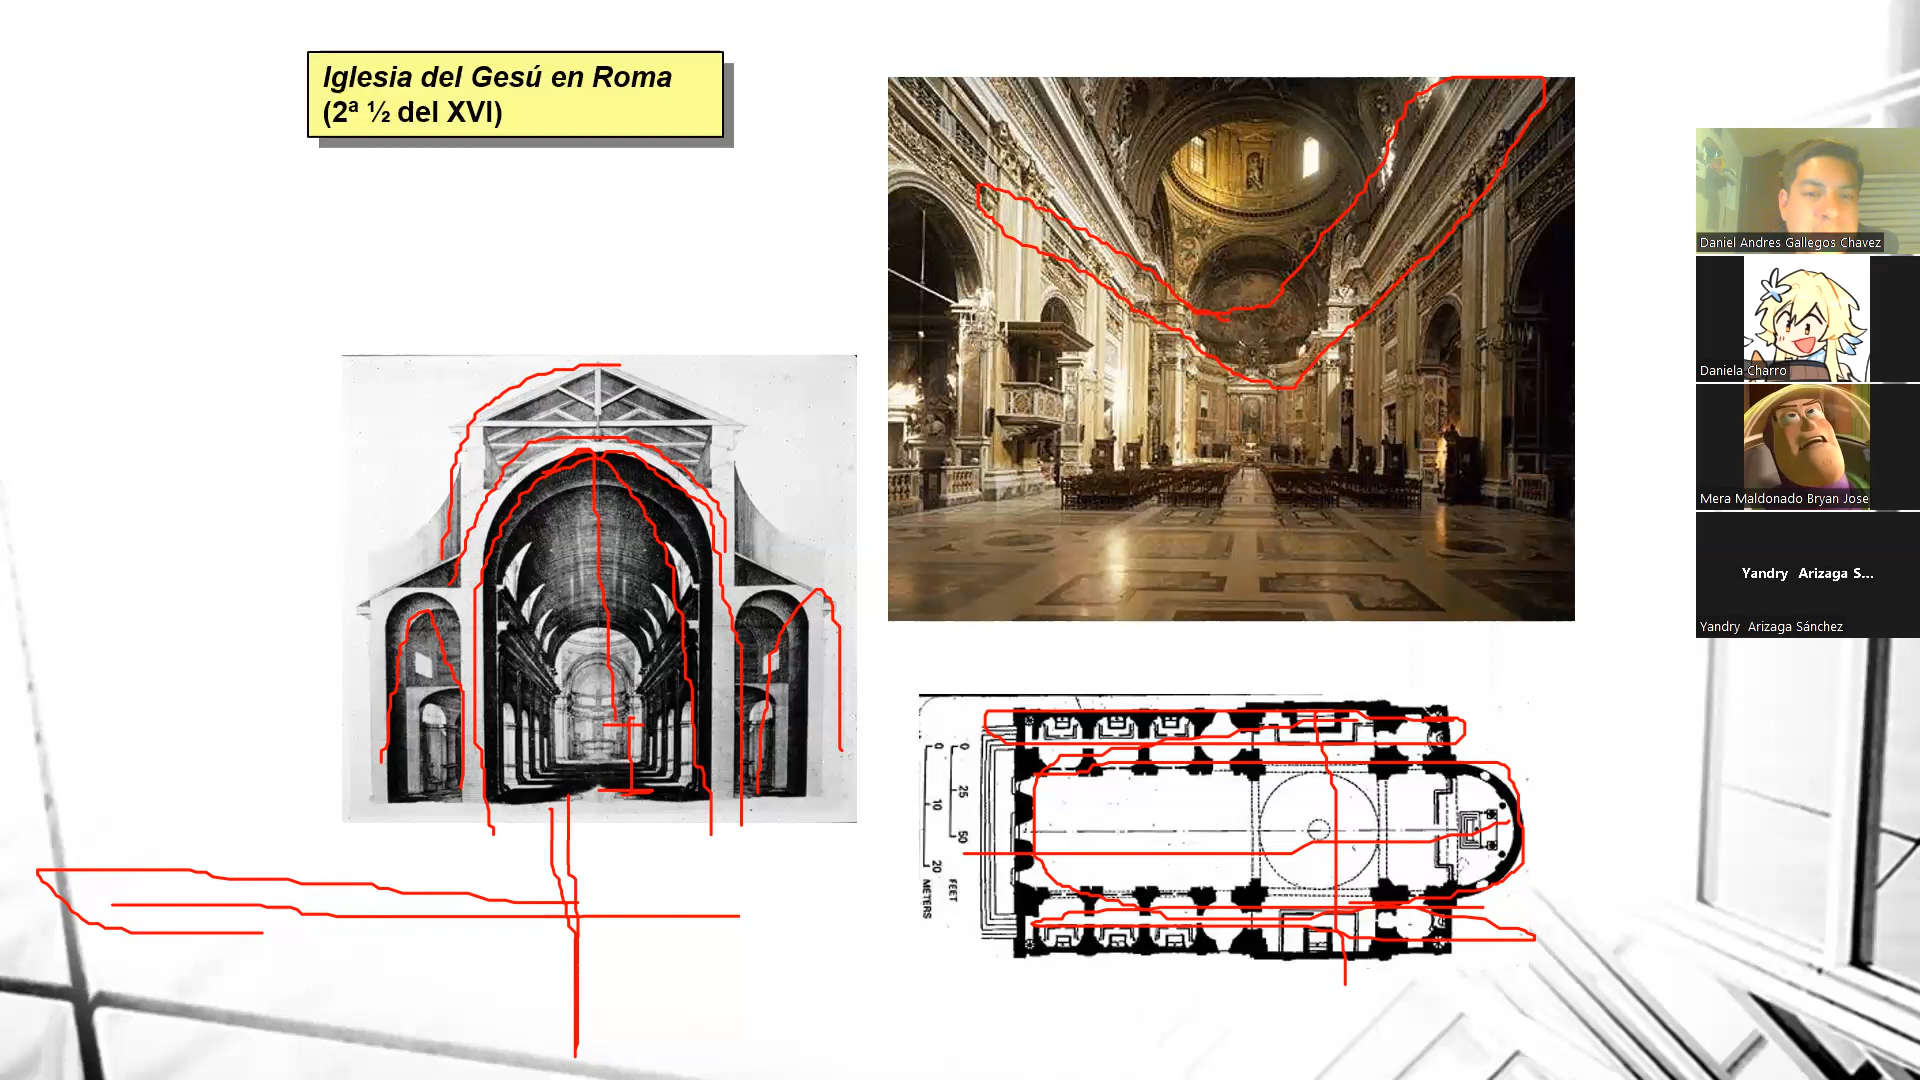 Iglesia del Gesú en Roma
(2ª ½ del XVI)
Daniel Andres Gallegos Chavez
Daniela Charro
Mera Maldonado Bryan Jose
Yandry Arizaga S...
Yandry Arizaga Sánchez
0 25 50 FEET
0 10 20 METERS